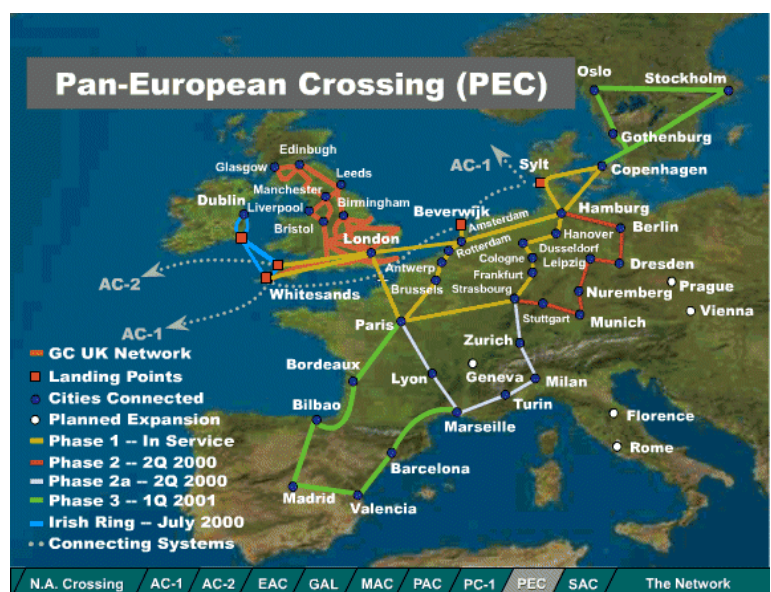 Pan-European Crossing (PEC)
Oslo
Stockholm
Gothenburg
AC-1
Sylt
Copenhagen
Edinbugh
Glasgow
Leeds
Manchester
Dublin
Liverpool
Birmingham
Bristol
Beverwijk
Amsterdam
Hamburg
Berlin
London
Rotterdam
Hanover
Dusseldorf
Cologne
Leipzig
Dresden
Antwerp
Frankfurt
AC-2
Whitesands
Brussels
Strasbourg
Nuremberg
Prague
AC-1
Paris
Stuttgart
Munich
Vienna
Zurich
Bordeaux
Lyon
Geneva
Milan
Bilbao
Turin
Marseille
Florence
Rome
Barcelona
Madrid
Valencia
GC UK Network
Landing Points
Cities Connected
Planned Expansion
Phase 1 -- In Service
Phase 2 -- 2Q 2000
Phase 2a -- 2Q 2000
Phase 3 -- 1Q 2001
Irish Ring -- July 2000
Connecting Systems
N.A. Crossing AC-1 AC-2 EAC GAL MAC PAC PC-1 PEC SAC The Network